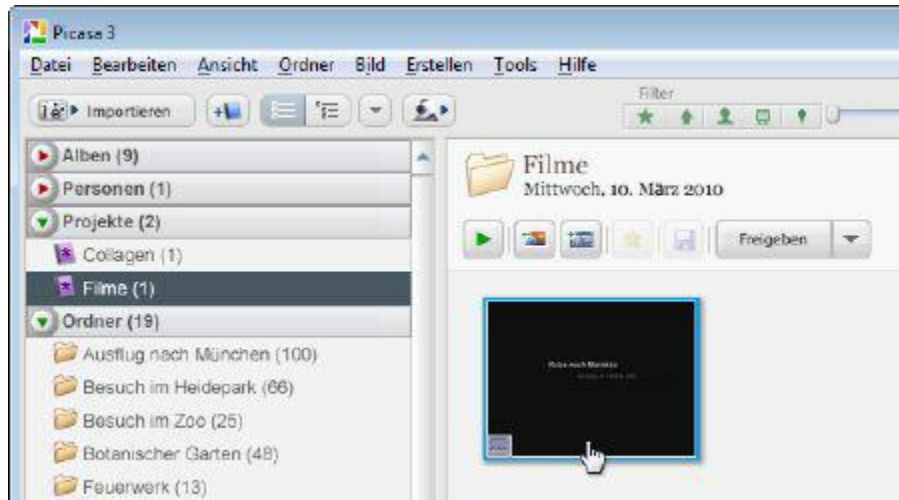 Picasa 3
Datei Bearbeiten Ansicht Ordner Bild Erstellen Tools Hilfe
Importieren
Filter
Alben (9)
Personen (1)
Projekte (2)
Collagen (1)
Filme (1)
Ordner (19)
Ausflug nach München (100)
Besuch im Heidepark (66)
Besuch im Zoo (25)
Botanischer Garten (48)
Feuerwerk (13)
Filme
Mittwoch, 10. März 2010
Freigeben